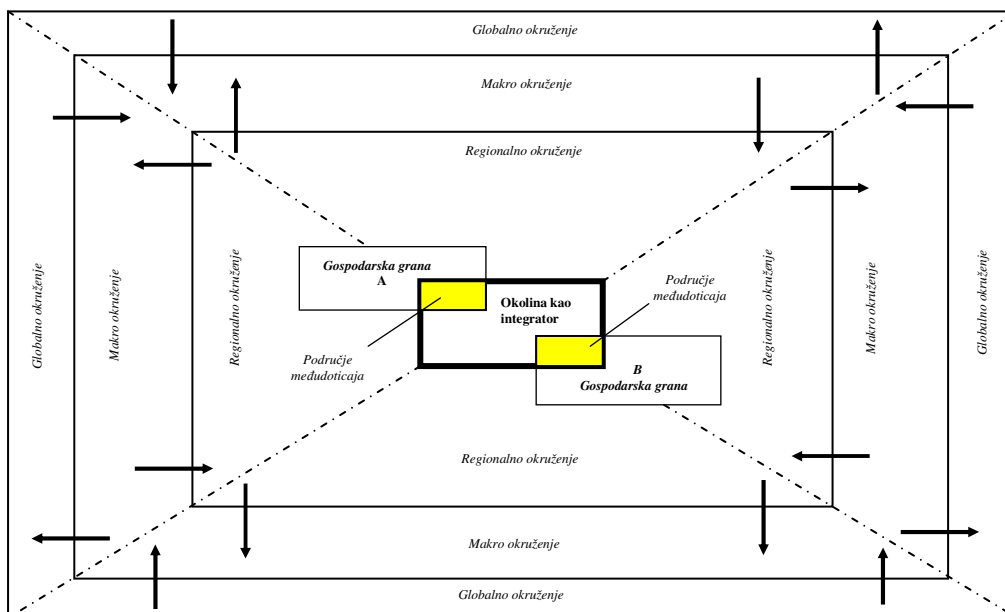 Globalno okruženje
Makro okruženje
Regionalno okruženje
Globalno okruženje
Makro okruženje
Regionalno okruženje
Gospodarska grana
A
Okolina kao
integrator
Područje
međudoticaja
Područje
međudoticaja
B
Gospodarska grana
Regionalno okruženje
Makro okruženje
Globalno okruženje
Regionalno okruženje
Makro okruženje
Globalno okruženje